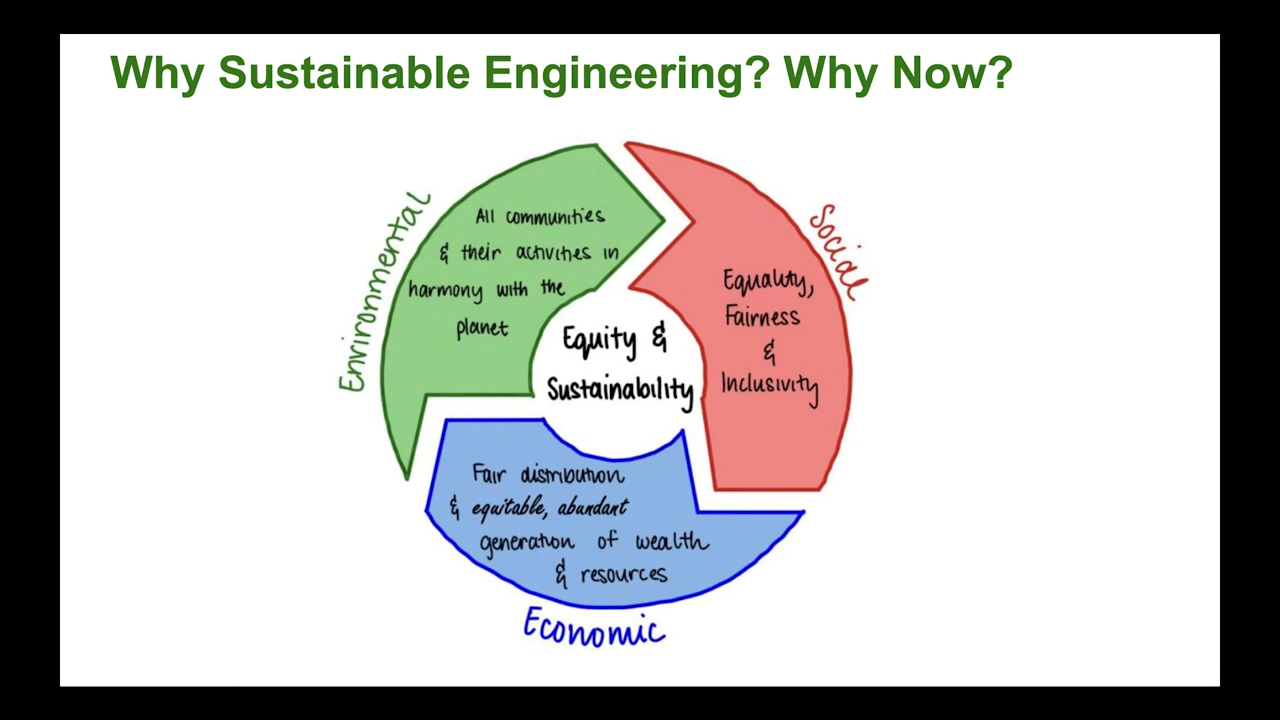 Why Sustainable Engineering? Why Now?
Environmental
All communities
& their activities in
harmony with the
planet
Social
Equality,
Fairness
&
Inclusivity
Equity &
Sustainability
Fair distribution
& equitable, abundant
generation of wealth
& resources
Economic